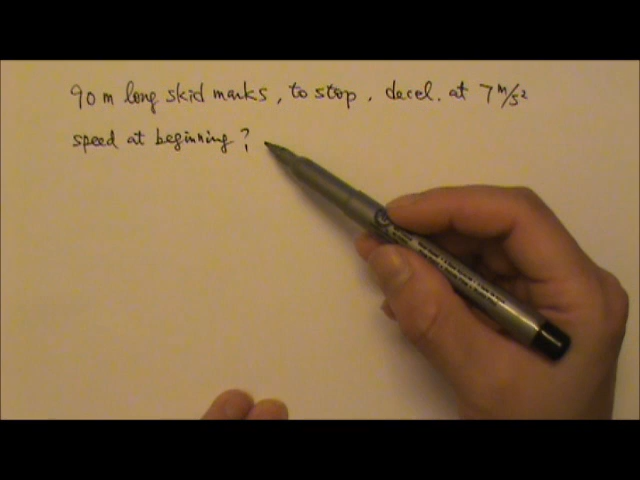 90 m long skid marks, to stop, decel. at 7 m/s²
speed at beginning?